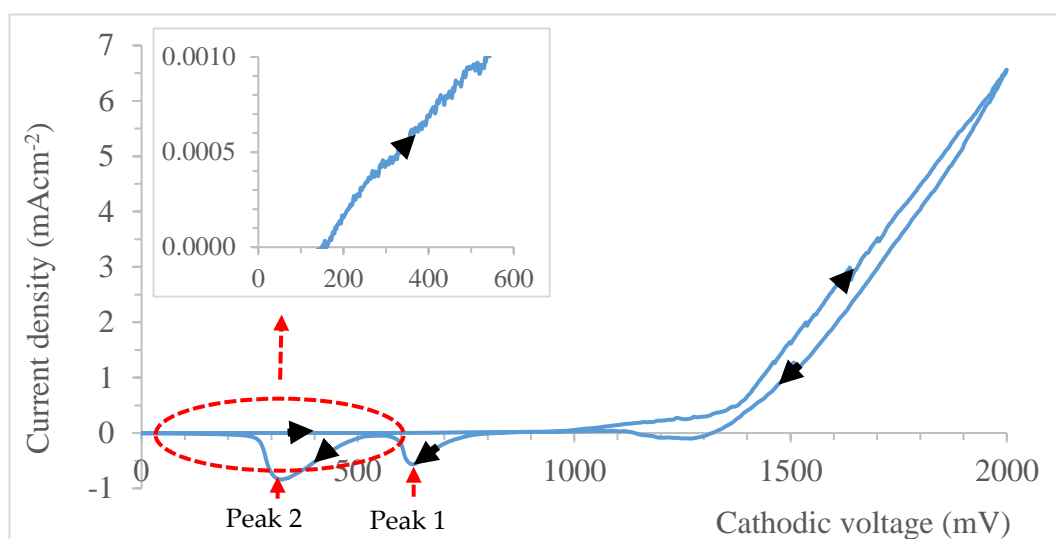 7
6
5
4
3
2
1
0
-1
Current density (mAcm-2)
0.0010
0.0005
0.0000
0 200 400 600
0 500 1000 1500 2000
Peak 2 Peak 1
Cathodic voltage (mV)